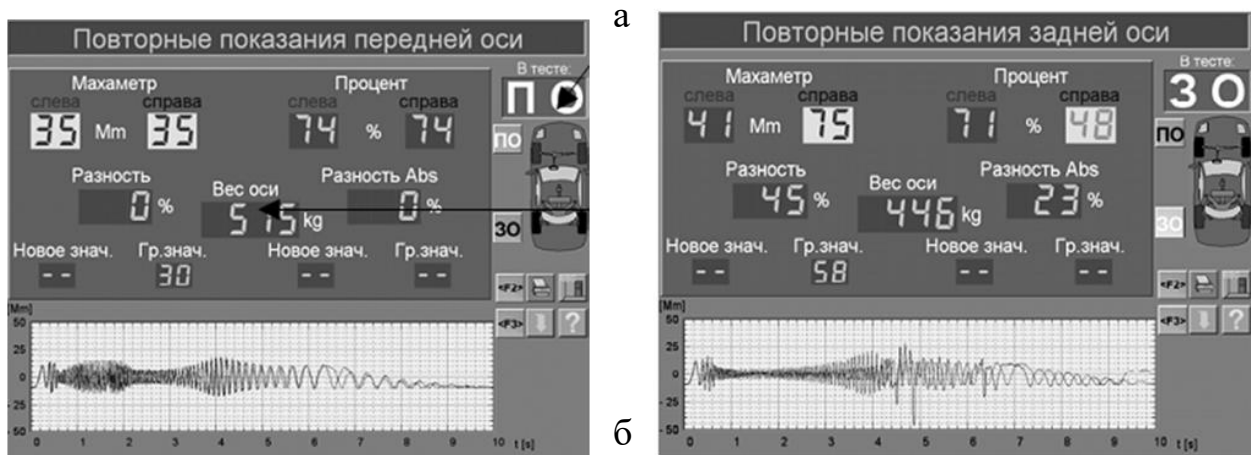 а
Повторные показания передней оси
В тесте:
П О
Махаметр
Процент
слева справа слева справа
35 Mm 35 74 % 74
ПО
Разность Вес оси Разность Abs
0 % 515 kg 0 %
ЗО
Новое знач. Гр.знач. Новое знач. Гр.знач.
-- 30 -- --
<F2>
<F3> ?
[Mm]
50
25
0
- 25
- 50
0 1 2 3 4 5 6 7 8 9 10 t [s]
б
Повторные показания задней оси
В тесте:
З О
Махаметр
Процент
слева справа слева справа
41 Mm 75 71 % 48
ПО
Разность Вес оси Разность Abs
45 % 446 kg 23 %
ЗО
Новое знач. Гр.знач. Новое знач. Гр.знач.
-- 58 -- --
<F2>
<F3> ?
[Mm]
50
25
0
- 25
- 50
0 1 2 3 4 5 6 7 8 9 10 t [s]